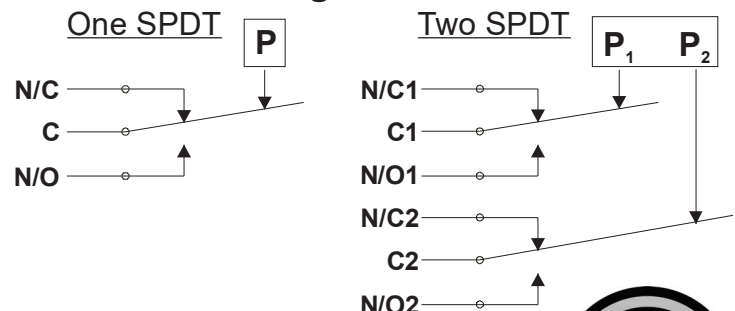 One SPDT
P
N/C
C
N/O
Two SPDT
P1 P2
N/C1
C1
N/O1
N/C2
C2
N/O2